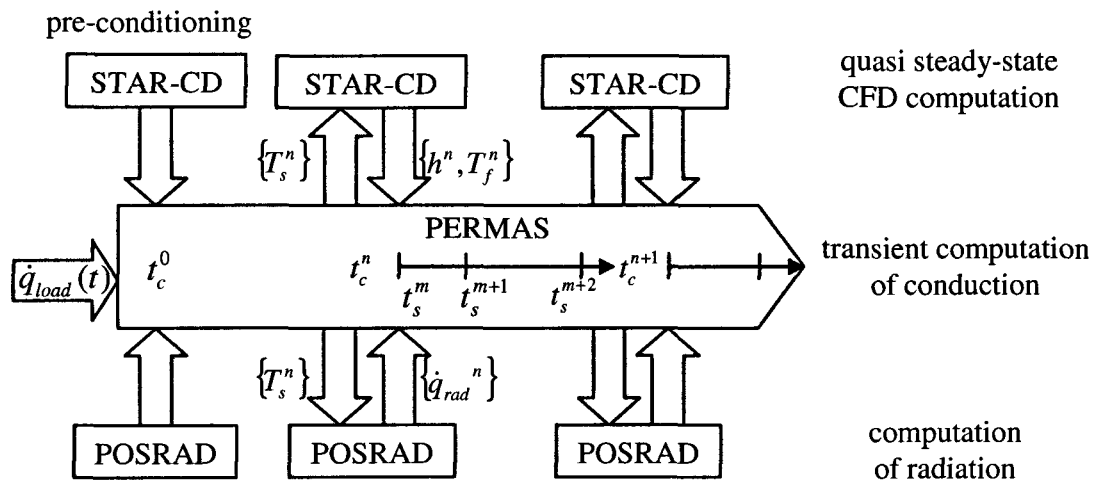 pre-conditioning
STAR-CD STAR-CD STAR-CD
quasi steady-state
CFD computation
{T_s^n} {h^n, T_f^n}
PERMAS
q̇_load(t) t_c^0 t_c^n t_c^{n+1}
t_s^m t_s^{m+1} t_s^{m+2}
transient computation
of conduction
{T_s^n} {q̇_rad^n}
POSRAD POSRAD POSRAD
computation
of radiation